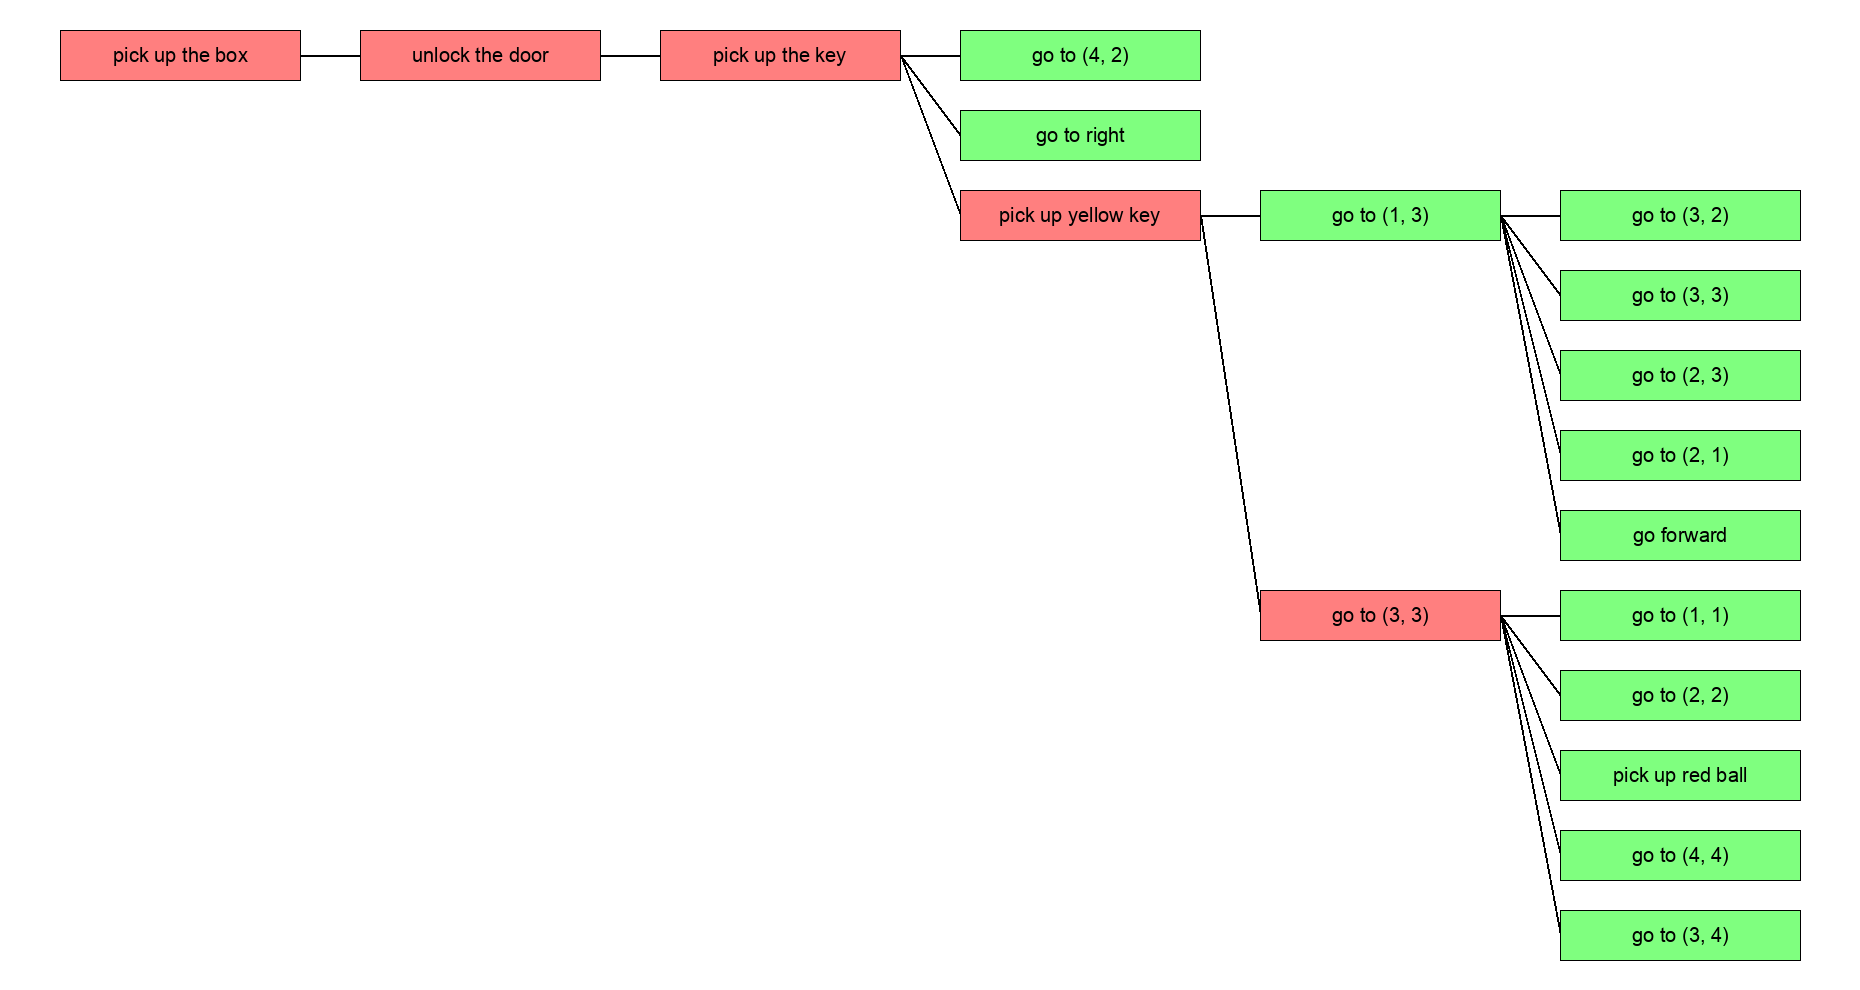 pick up the box
unlock the door
pick up the key
go to (4, 2)
go to right
pick up yellow key
go to (1, 3)
go to (3, 2)
go to (3, 3)
go to (2, 3)
go to (2, 1)
go forward
go to (3, 3)
go to (1, 1)
go to (2, 2)
pick up red ball
go to (4, 4)
go to (3, 4)